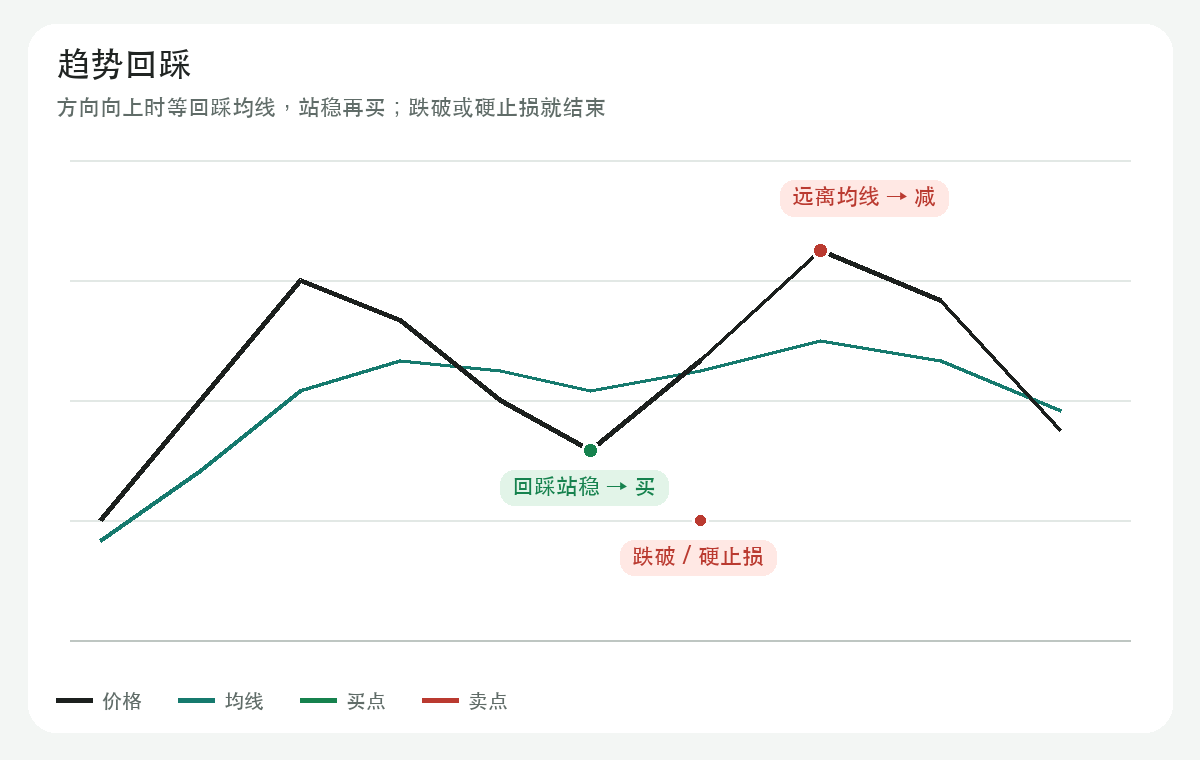 趋势回踩
方向向上时等回踩均线，站稳再买；跌破或硬止损就结束
远离均线 → 减
回踩站稳 → 买
跌破 / 硬止损
价格
均线
买点
卖点